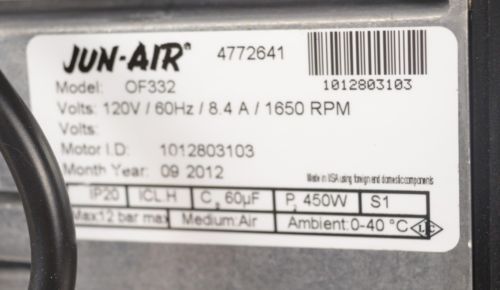 JUN-AIR® 4772641
1012803103
Model: OF332
Volts: 120V / 60Hz / 8.4 A / 1650 RPM
Volts:
Motor I.D: 1012803103
Month Year: 09 2012
Made in USA using foreign and domestic components
IP20 ICL.H C 60µF P 450W S1
Max12 bar max Medium:Air Ambient:0-40 °C